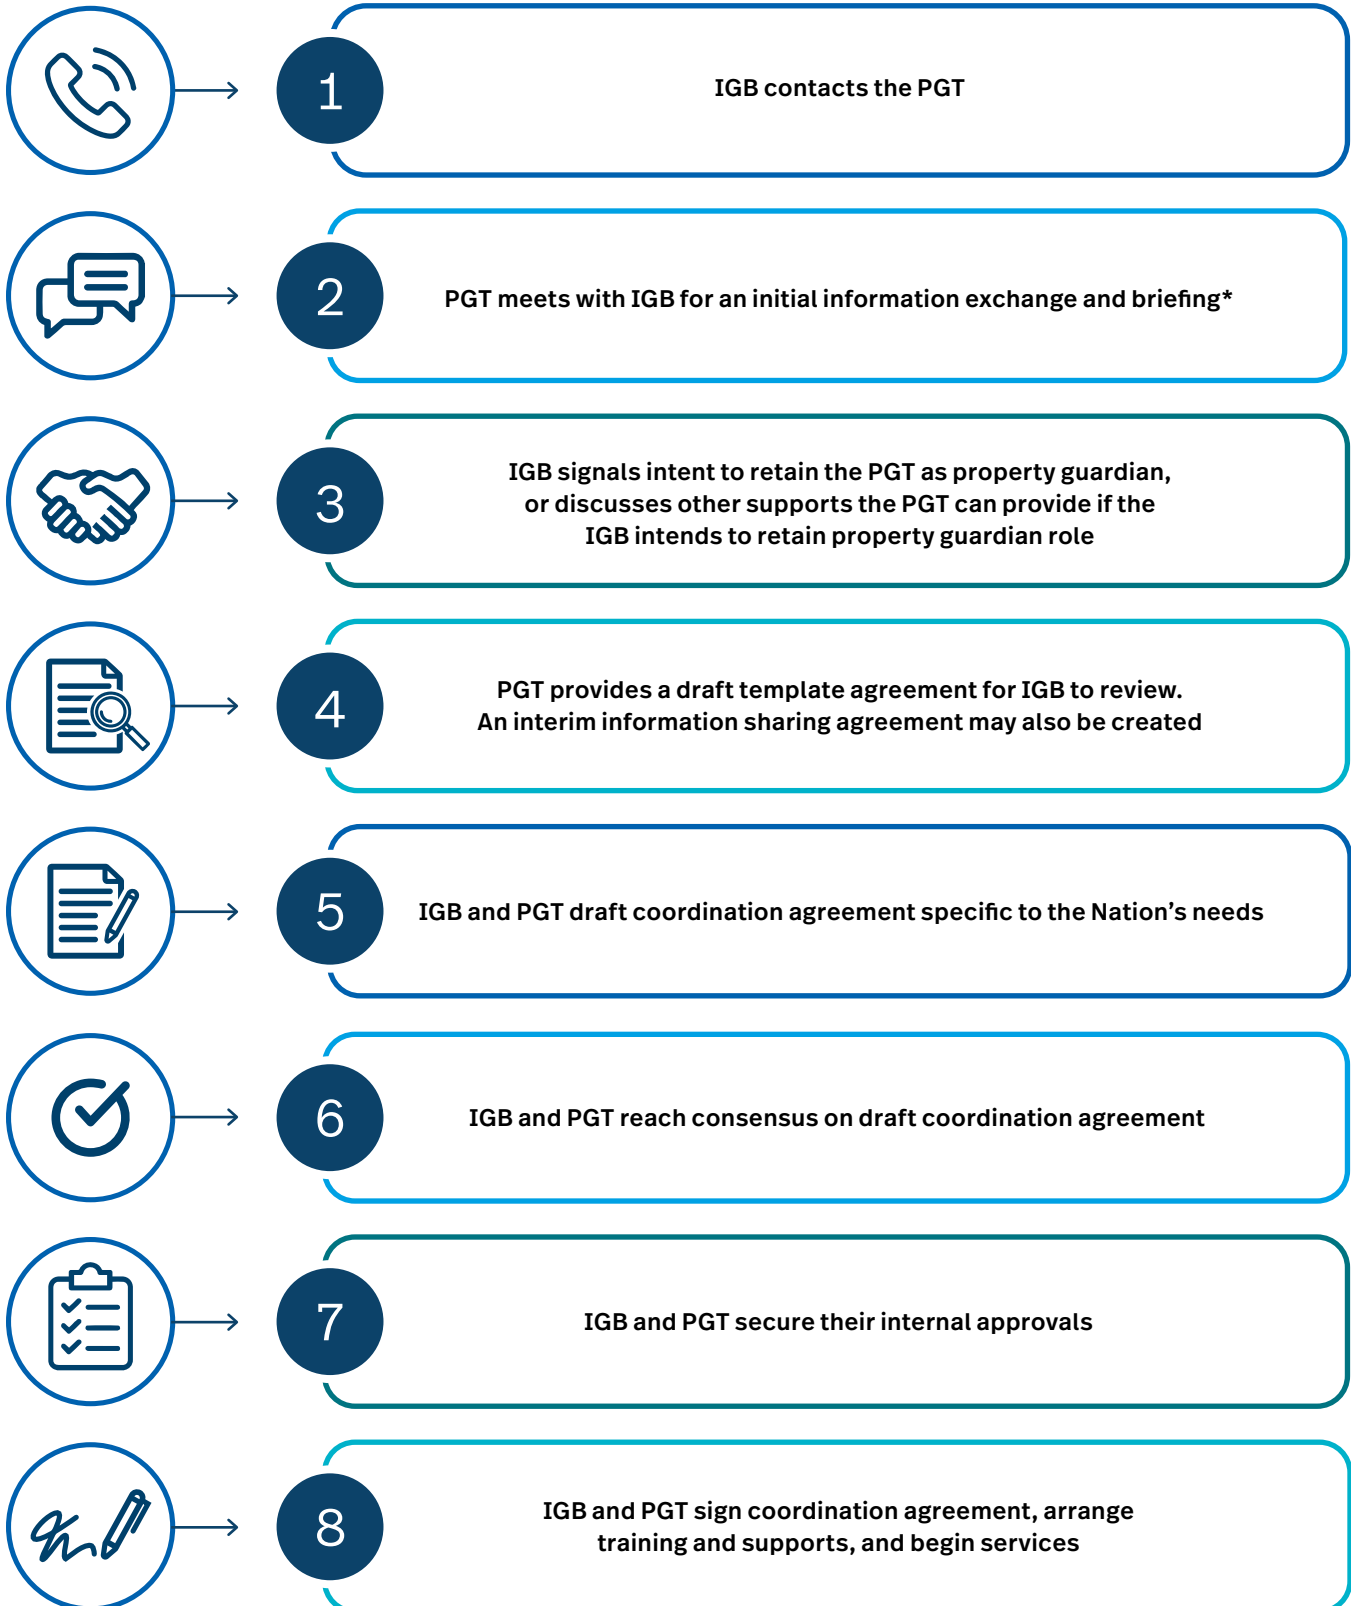 1
IGB contacts the PGT
2
PGT meets with IGB for an initial information exchange and briefing*
3
IGB signals intent to retain the PGT as property guardian,
or discusses other supports the PGT can provide if the
IGB intends to retain property guardian role
4
PGT provides a draft template agreement for IGB to review.
An interim information sharing agreement may also be created
5
IGB and PGT draft coordination agreement specific to the Nation’s needs
6
IGB and PGT reach consensus on draft coordination agreement
7
IGB and PGT secure their internal approvals
8
IGB and PGT sign coordination agreement, arrange
training and supports, and begin services